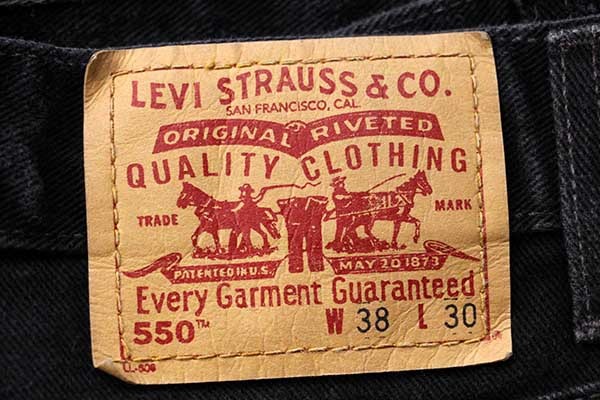 LEVI STRAUSS & CO.
SAN FRANCISCO, CAL.
ORIGINAL RIVETED
QUALITY CLOTHING
TRADE MARK
PATENTED IN U.S. MAY 20 1873
Every Garment Guaranteed
550™ W 38 L 30